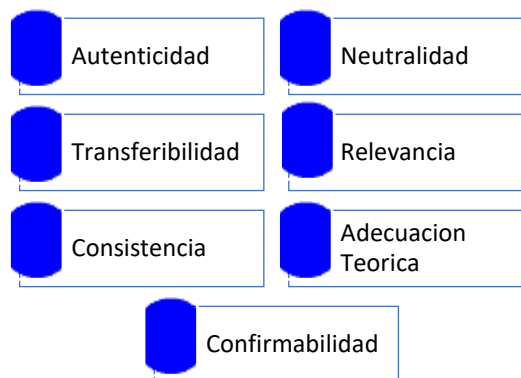 Autenticidad
Neutralidad
Transferibilidad
Relevancia
Consistencia
Adecuacion
Teorica
Confirmabilidad